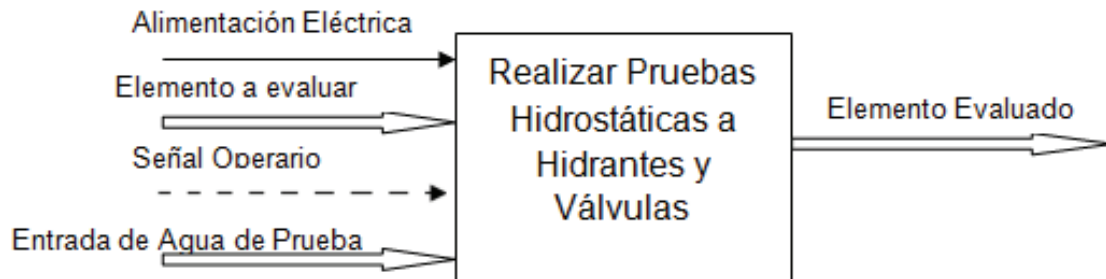 Alimentación Eléctrica
Elemento a evaluar
Señal Operario
Entrada de Agua de Prueba
Realizar Pruebas
Hidrostáticas a
Hidrantes y
Válvulas
Elemento Evaluado